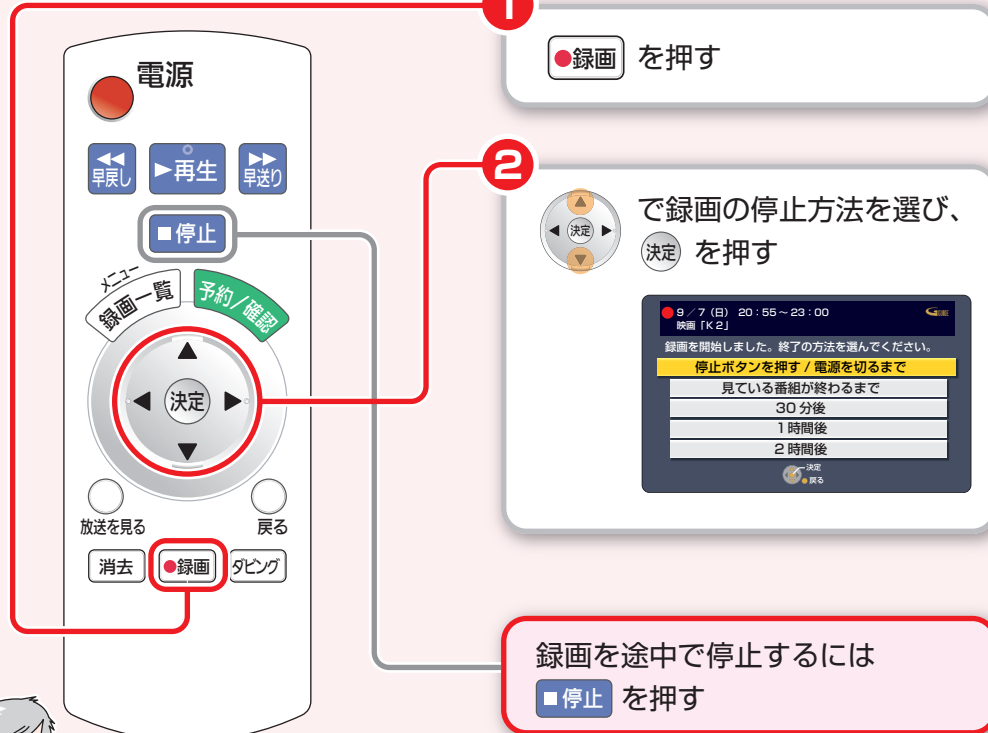 1
●録画 を押す
電源
◀◀
早戻し
▶再生
▶▶
早送り
■停止
メニュー
録画一覧
予約/確認
▲
◀ 決定 ▶
▼
放送を見る
戻る
消去
●録画
ダビング
2
▲
◀ 決定 ▶
▼
で録画の停止方法を選び、
決定 を押す
9/7(日) 20:55~23:00
映画「K2」
録画を開始しました。終了の方法を選んでください。
停止ボタンを押す/電源を切るまで
見ている番組が終わるまで
30分後
1時間後
2時間後
決定
戻る
録画を途中で停止するには
■停止 を押す